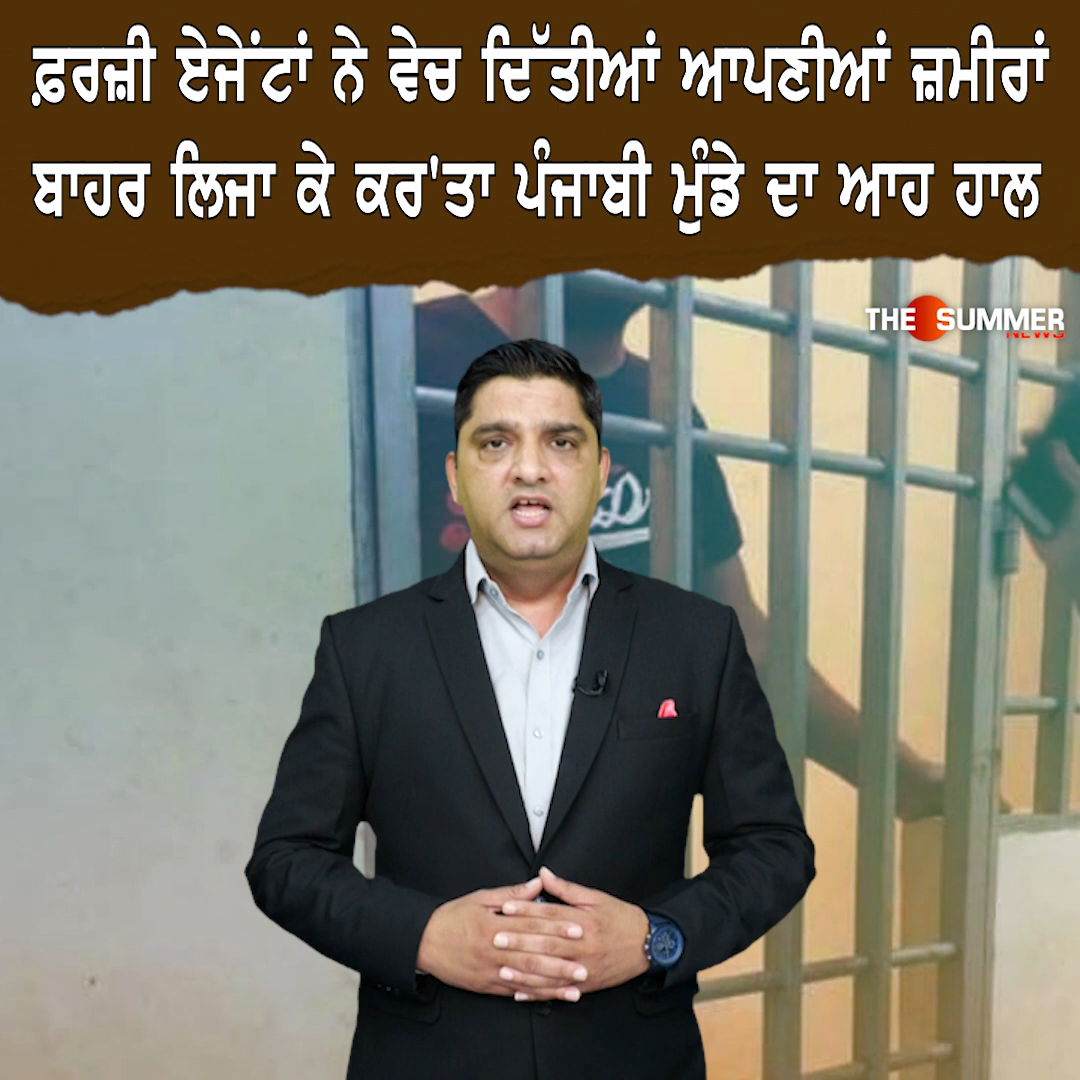 ਫ਼ਰਜ਼ੀ ਏਜੇਂਟਾਂ ਨੇ ਵੇਚ ਦਿੱਤੀਆਂ ਆਪਣੀਆਂ ਜ਼ਮੀਰਾਂ
ਬਾਹਰ ਲਿਜਾ ਕੇ ਕਰ'ਤਾ ਪੰਜਾਬੀ ਮੁੰਡੇ ਦਾ ਆਹ ਹਾਲ
THE SUMMER
NEWS